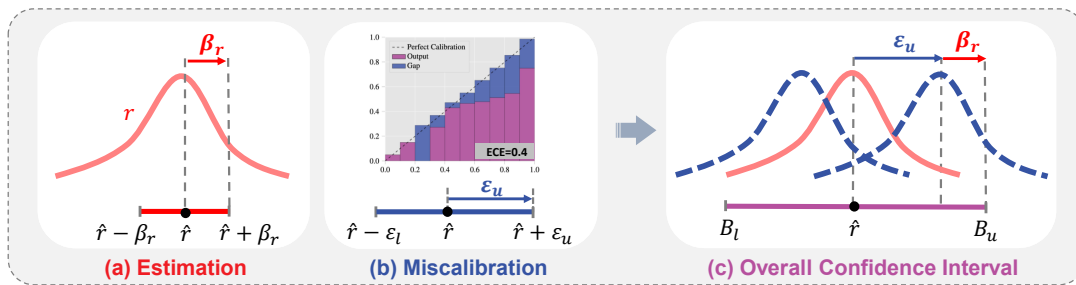 β_r
r
r̂ − β_r r̂ r̂ + β_r
(a) Estimation
1.0
0.8
0.6
0.4
0.2
0.0
0.0 0.2 0.4 0.6 0.8 1.0
Perfect Calibration
Output
Gap
ECE=0.4
ε_u
r̂ − ε_l r̂ r̂ + ε_u
(b) Miscalibration
ε_u β_r
B_l r̂ B_u
(c) Overall Confidence Interval